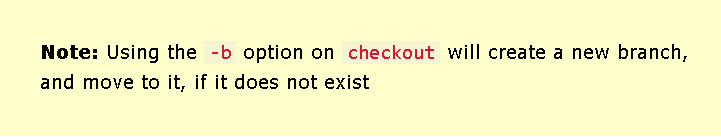 Note: Using the -b option on checkout will create a new branch,
and move to it, if it does not exist